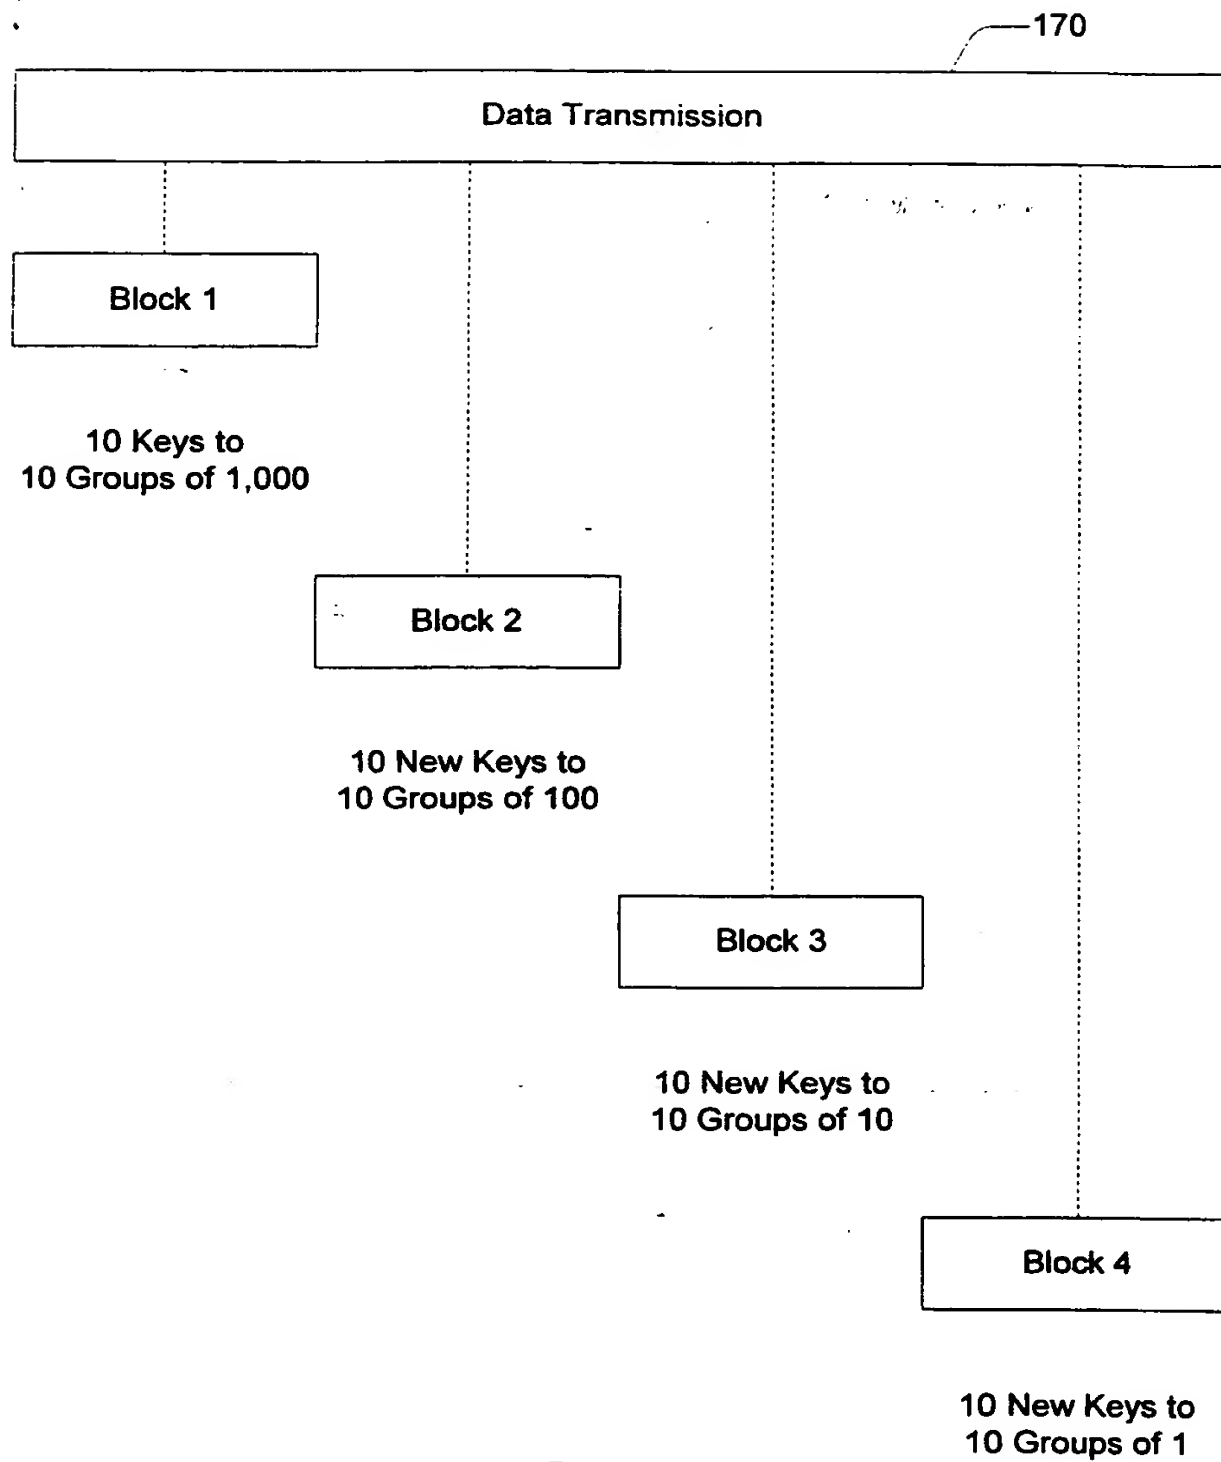 170
Data Transmission
Block 1
10 Keys to
10 Groups of 1,000
Block 2
10 New Keys to
10 Groups of 100
Block 3
10 New Keys to
10 Groups of 10
Block 4
10 New Keys to
10 Groups of 1